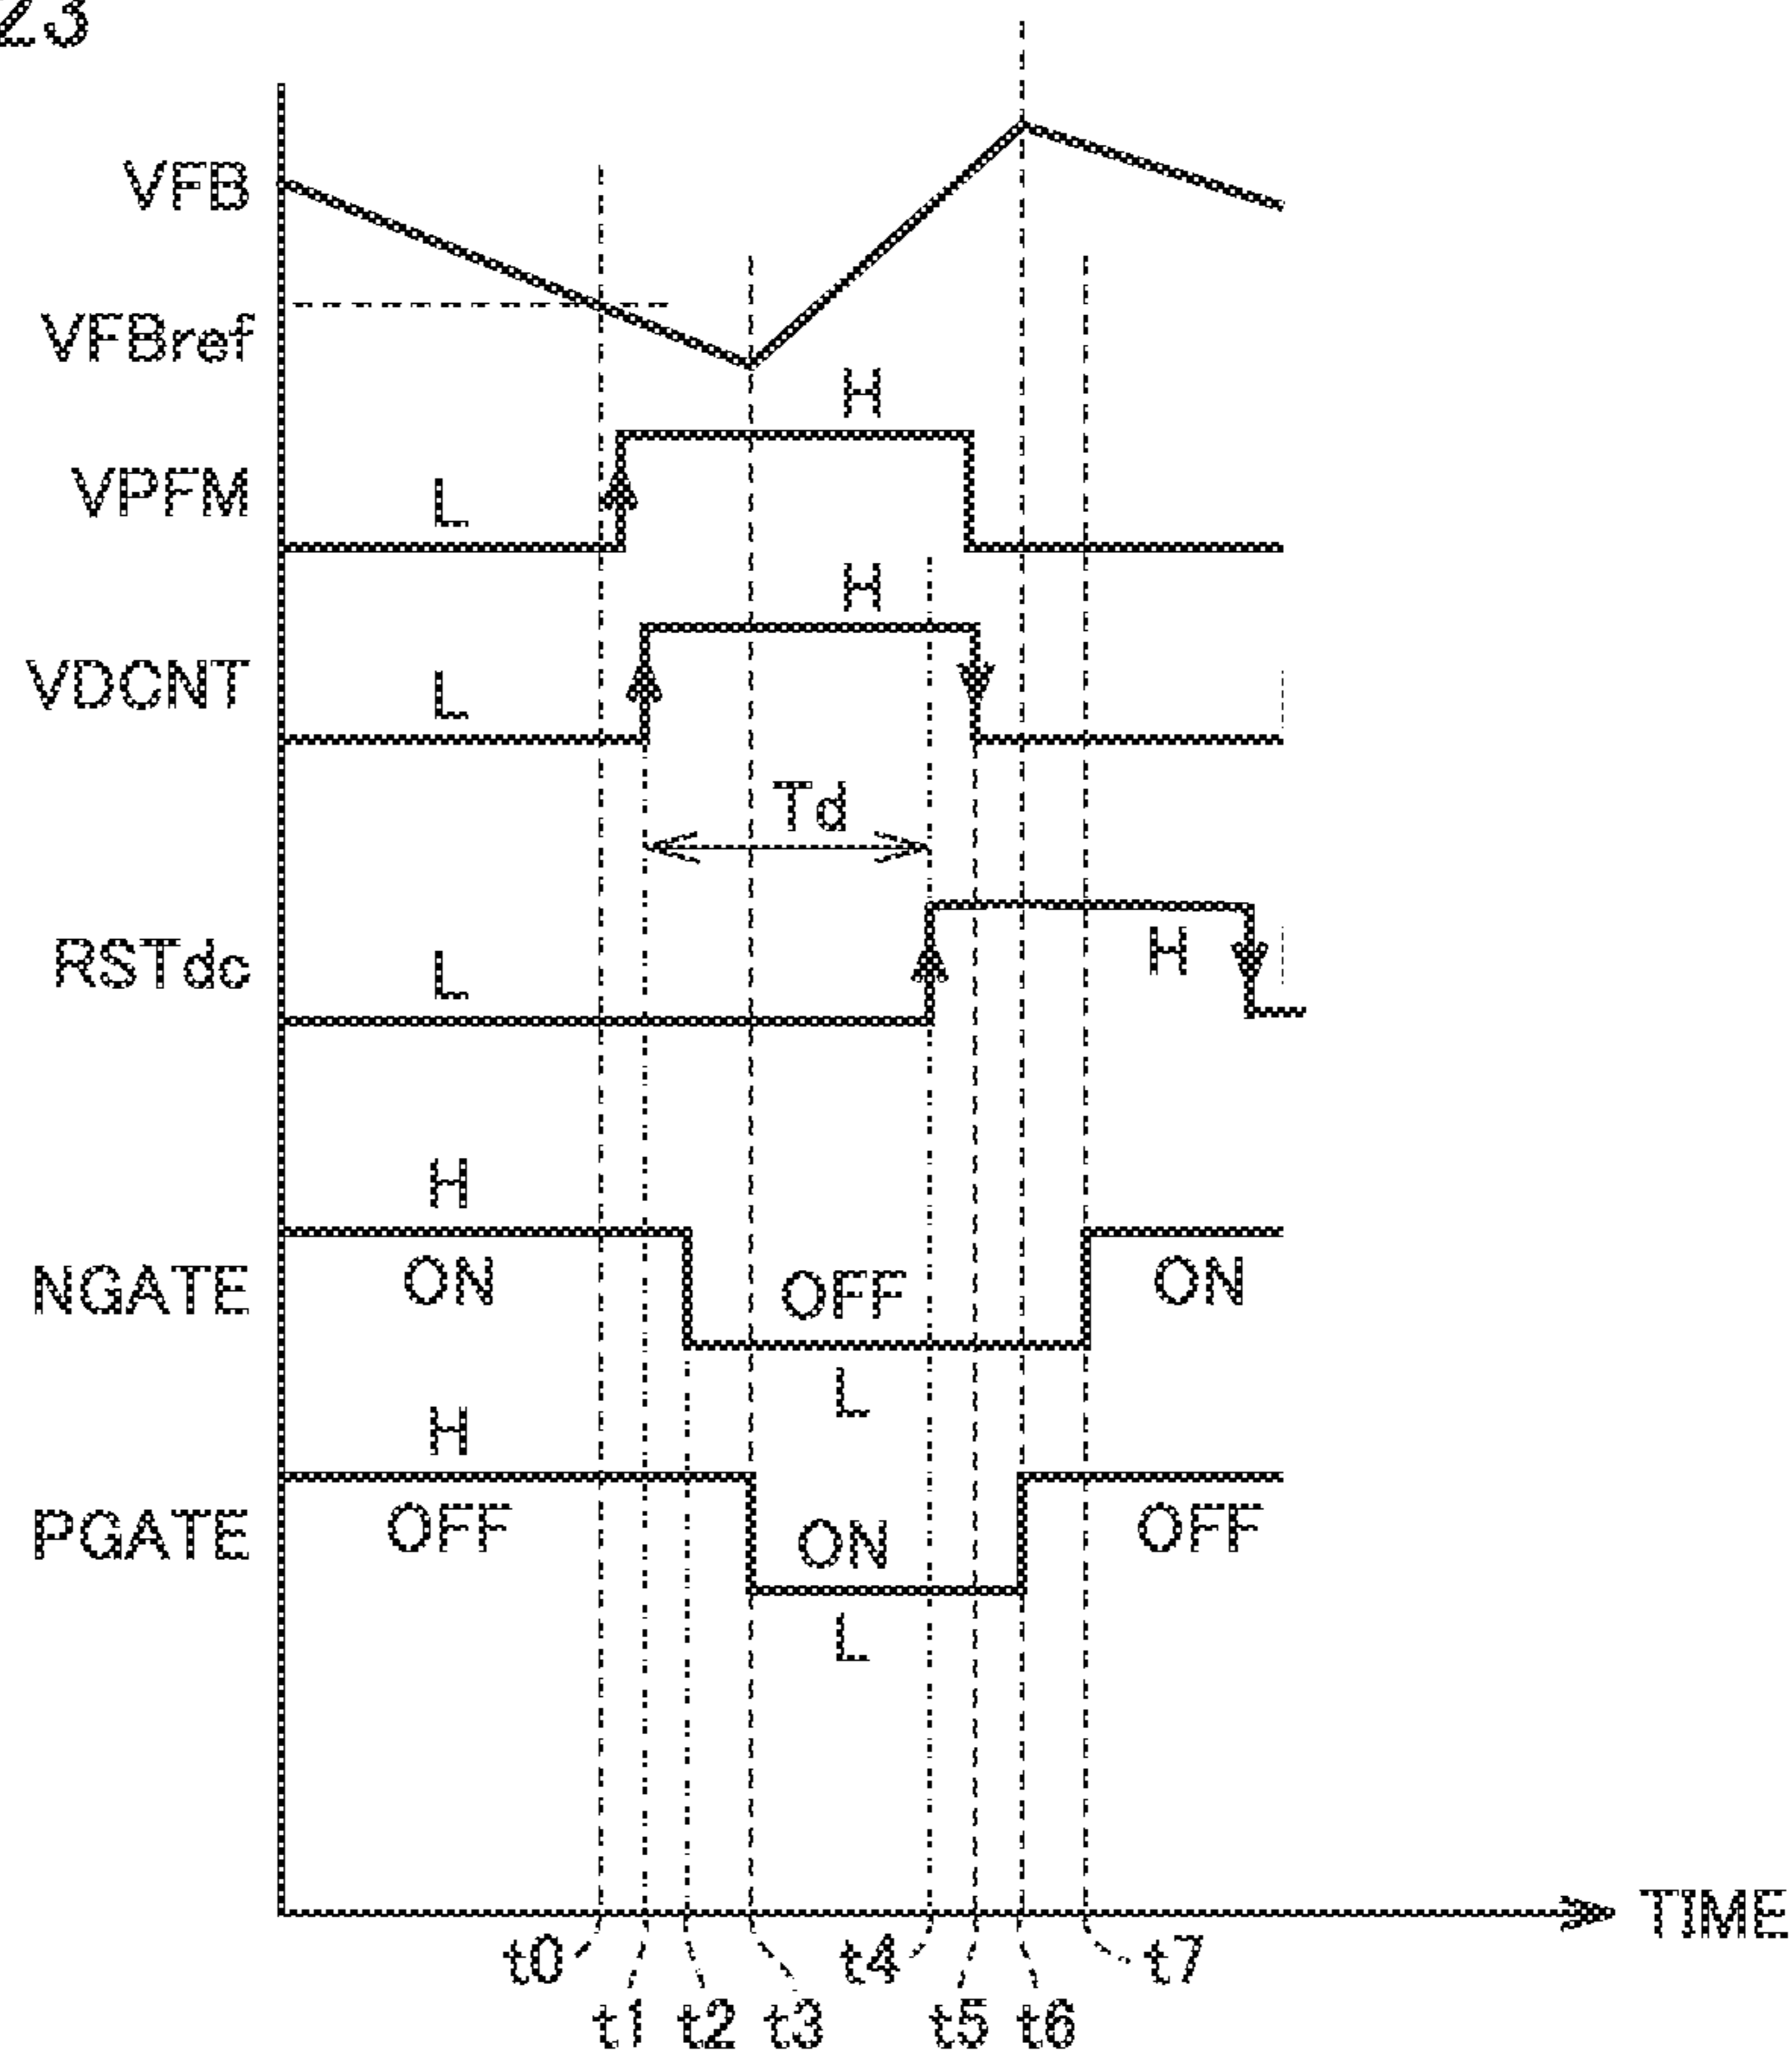 23
VFB
VFBref
H
VPFM
L
H
VDCNT
L
Td
RSTdc
L
H
H
NGATE
ON
OFF
ON
L
H
PGATE
OFF
ON
OFF
L
TIME
t0
t4
t7
t1
t2
t3
t5
t6